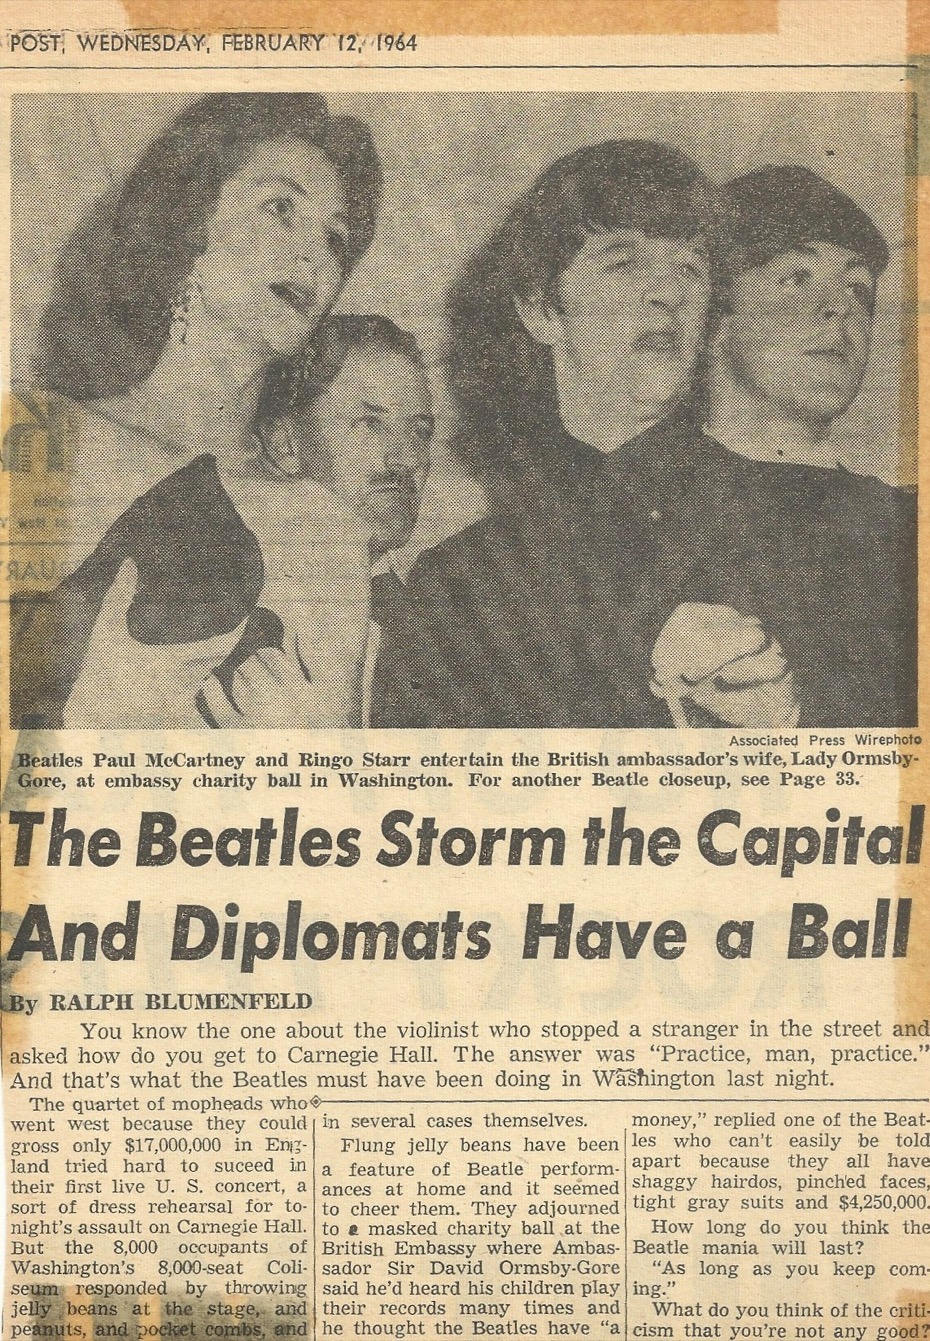 POST, WEDNESDAY, FEBRUARY 12, 1964
Associated Press Wirephoto
Beatles Paul McCartney and Ringo Starr entertain the British ambassador's wife, Lady Ormsby-
Gore, at embassy charity ball in Washington. For another Beatle closeup, see Page 33.
The Beatles Storm the Capital
And Diplomats Have a Ball
By RALPH BLUMENFELD
You know the one about the violinist who stopped a stranger in the street and
asked how do you get to Carnegie Hall. The answer was “Practice, man, practice.”
And that's what the Beatles must have been doing in Washington last night.
The quartet of mopheads who
went west because they could
gross only $17,000,000 in Eng-
land tried hard to suceed in
their first live U. S. concert, a
sort of dress rehearsal for to-
night's assault on Carnegie Hall.
But the 8,000 occupants of
Washington's 8,000-seat Coli-
seum responded by throwing
jelly beans at the stage, and
peanuts, and pocket combs, and
in several cases themselves.
Flung jelly beans have been
a feature of Beatle perform-
ances at home and it seemed
to cheer them. They adjourned
to a masked charity ball at the
British Embassy where Ambas-
sador Sir David Ormsby-Gore
said he'd heard his children play
their records many times and
he thought the Beatles have “a
money,” replied one of the Beat-
les who can't easily be told
apart because they all have
shaggy hairdos, pinched faces,
tight gray suits and $4,250,000.
How long do you think the
Beatle mania will last?
“As long as you keep com-
ing.”
What do you think of the criti-
cism that you're not any good?